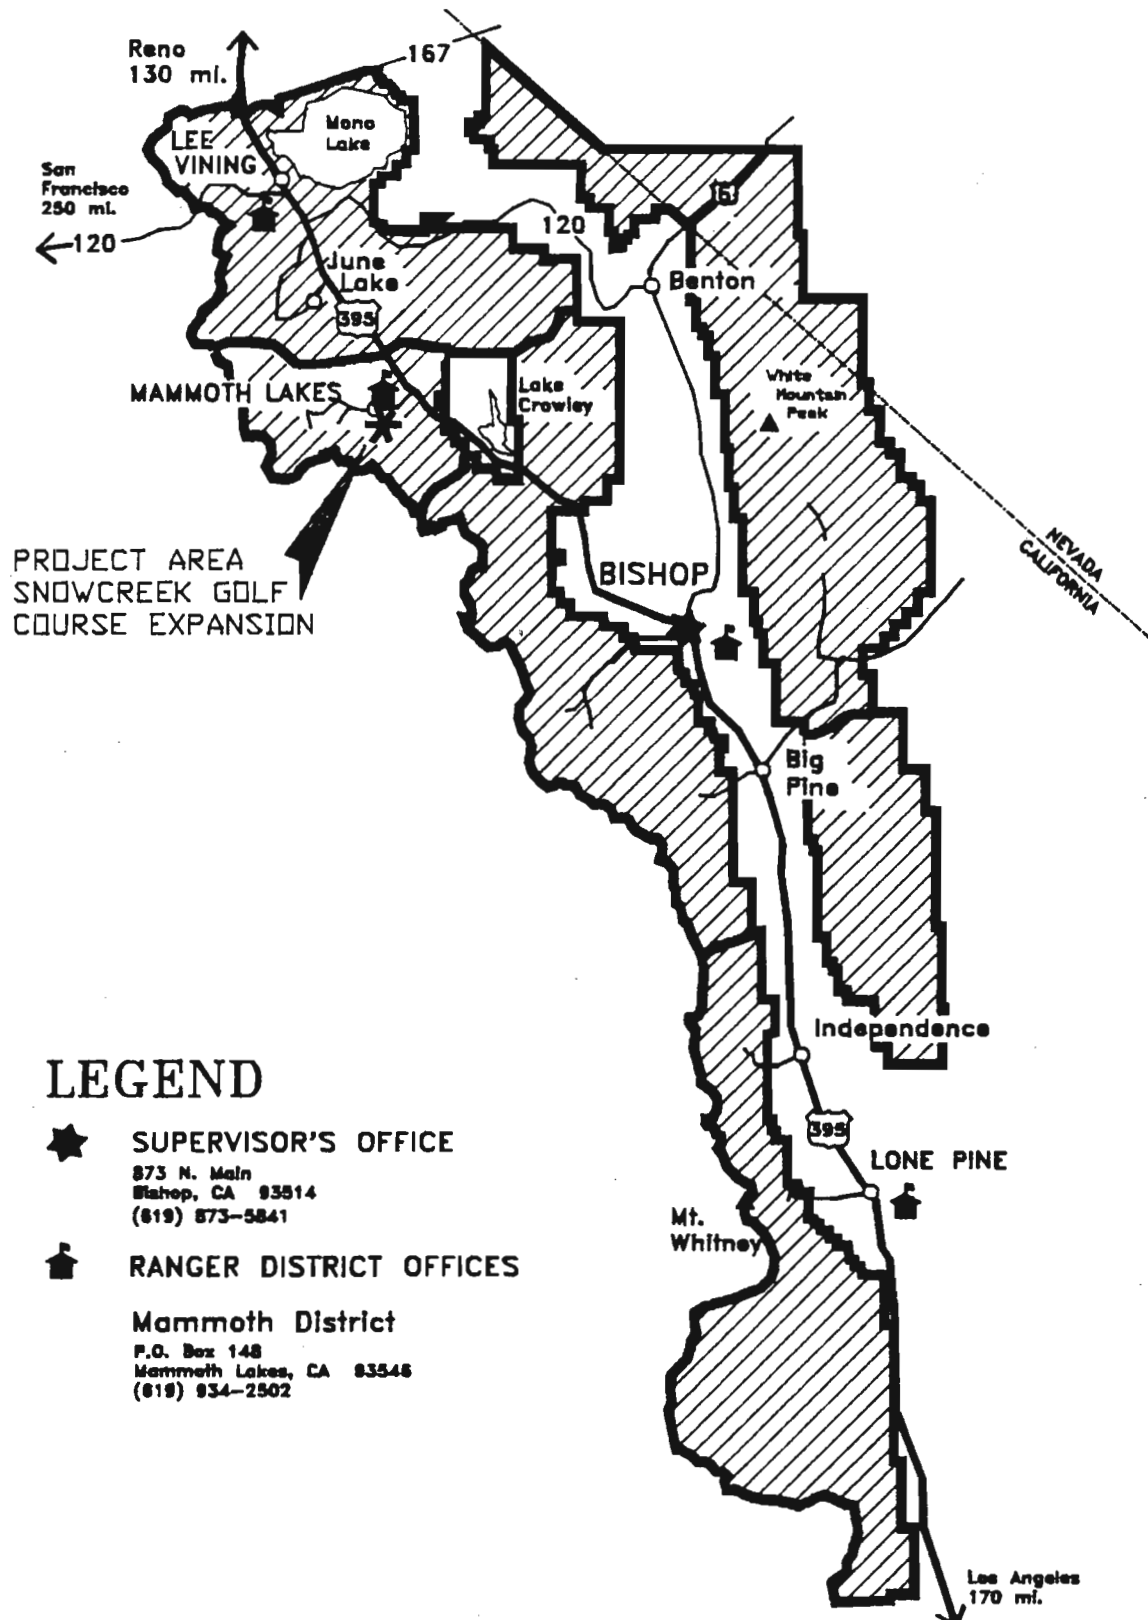 Reno
130 mi.
167
Mono
Lake
LEE
VINING
San
Francisco
250 mi.
120
120
6
June
Lake
Benton
395
White
Mountain
Peak
MAMMOTH LAKES
Lake
Crowley
NEVADA
CALIFORNIA
PROJECT AREA
SNOWCREEK GOLF
COURSE EXPANSION
BISHOP
Big
Pine
Independence
LEGEND
395
SUPERVISOR'S OFFICE
873 N. Main
Bishop, CA 93514
(619) 873-5841
LONE PINE
Mt.
Whitney
RANGER DISTRICT OFFICES
Mammoth District
P.O. Box 148
Mammoth Lakes, CA 93546
(619) 934-2502
Los Angeles
170 mi.